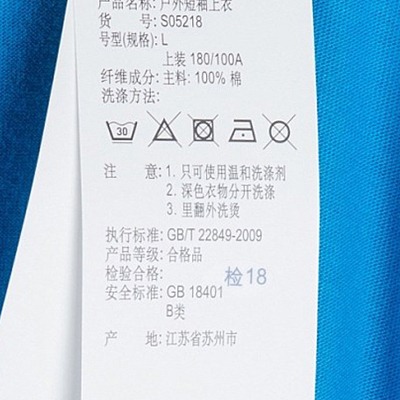 产品名称: 户外短袖上衣
货 号: S05218
号型(规格): L
上装 180/100A
纤维成分: 主料: 100% 棉
洗涤方法:
30
注 意: 1. 只可使用温和洗涤剂
2. 深色衣物分开洗涤
3. 里翻外洗烫
执行标准: GB/T 22849-2009
产品等级: 合格品
检验合格: 检18
安全标准: GB 18401
B类
产 地: 江苏省苏州市